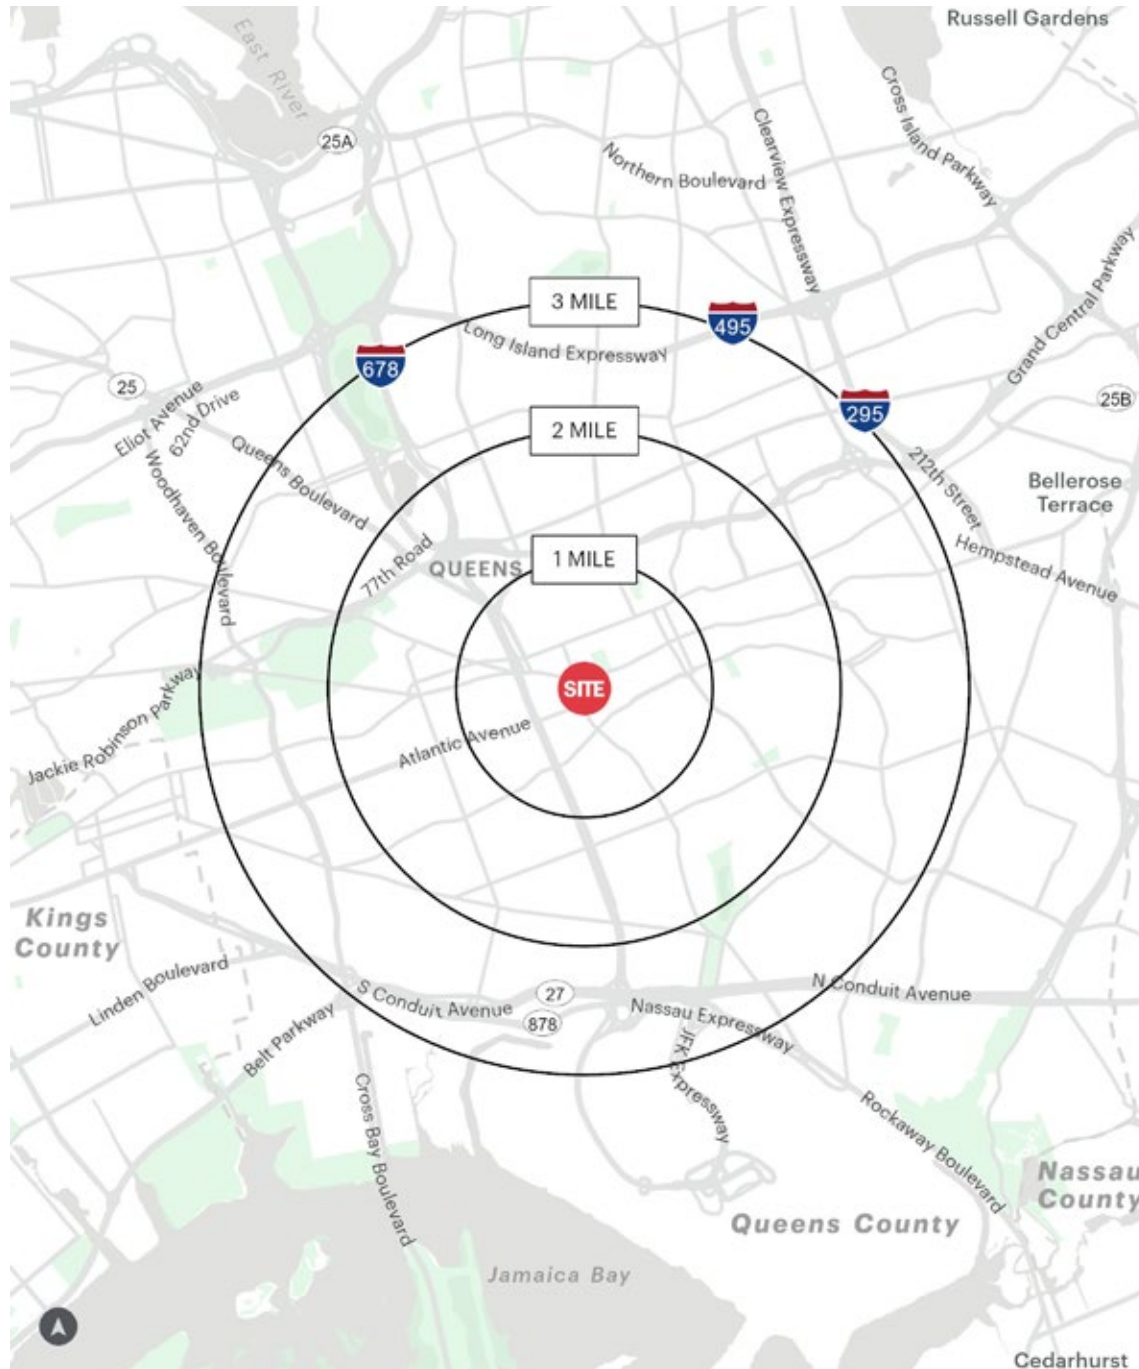 Russell Gardens
East River
25A
Cross Island Parkway
Clearview Expressway
Northern Boulevard
Grand Central Parkway
3 MILE
495
Long Island Expressway
678
25
Eliot Avenue
62nd Drive
295
25B
2 MILE
Queens Boulevard
Woodhaven Boulevard
212th Street
Bellerose
Terrace
Hempstead Avenue
77th Road
QUEENS
1 MILE
SITE
Jackie Robinson Parkway
Atlantic Avenue
Kings
County
Linden Boulevard
S Conduit Avenue
27
N Conduit Avenue
878
Nassau Expressway
Belt Parkway
JFK Expressway
Cross Bay Boulevard
Rockaway Boulevard
Nassau
County
Queens County
Jamaica Bay
Cedarhurst